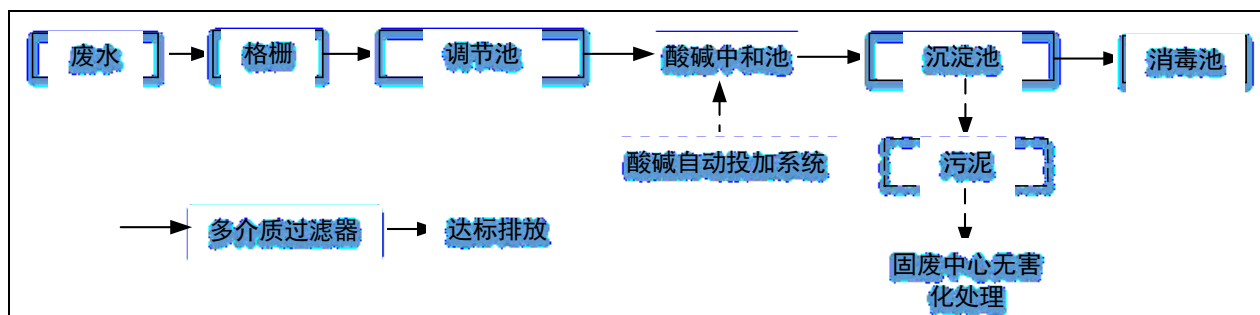 废水
格栅
调节池
酸碱中和池
沉淀池
消毒池
酸碱自动投加系统
污泥
多介质过滤器
达标排放
固废中心无害
化处理